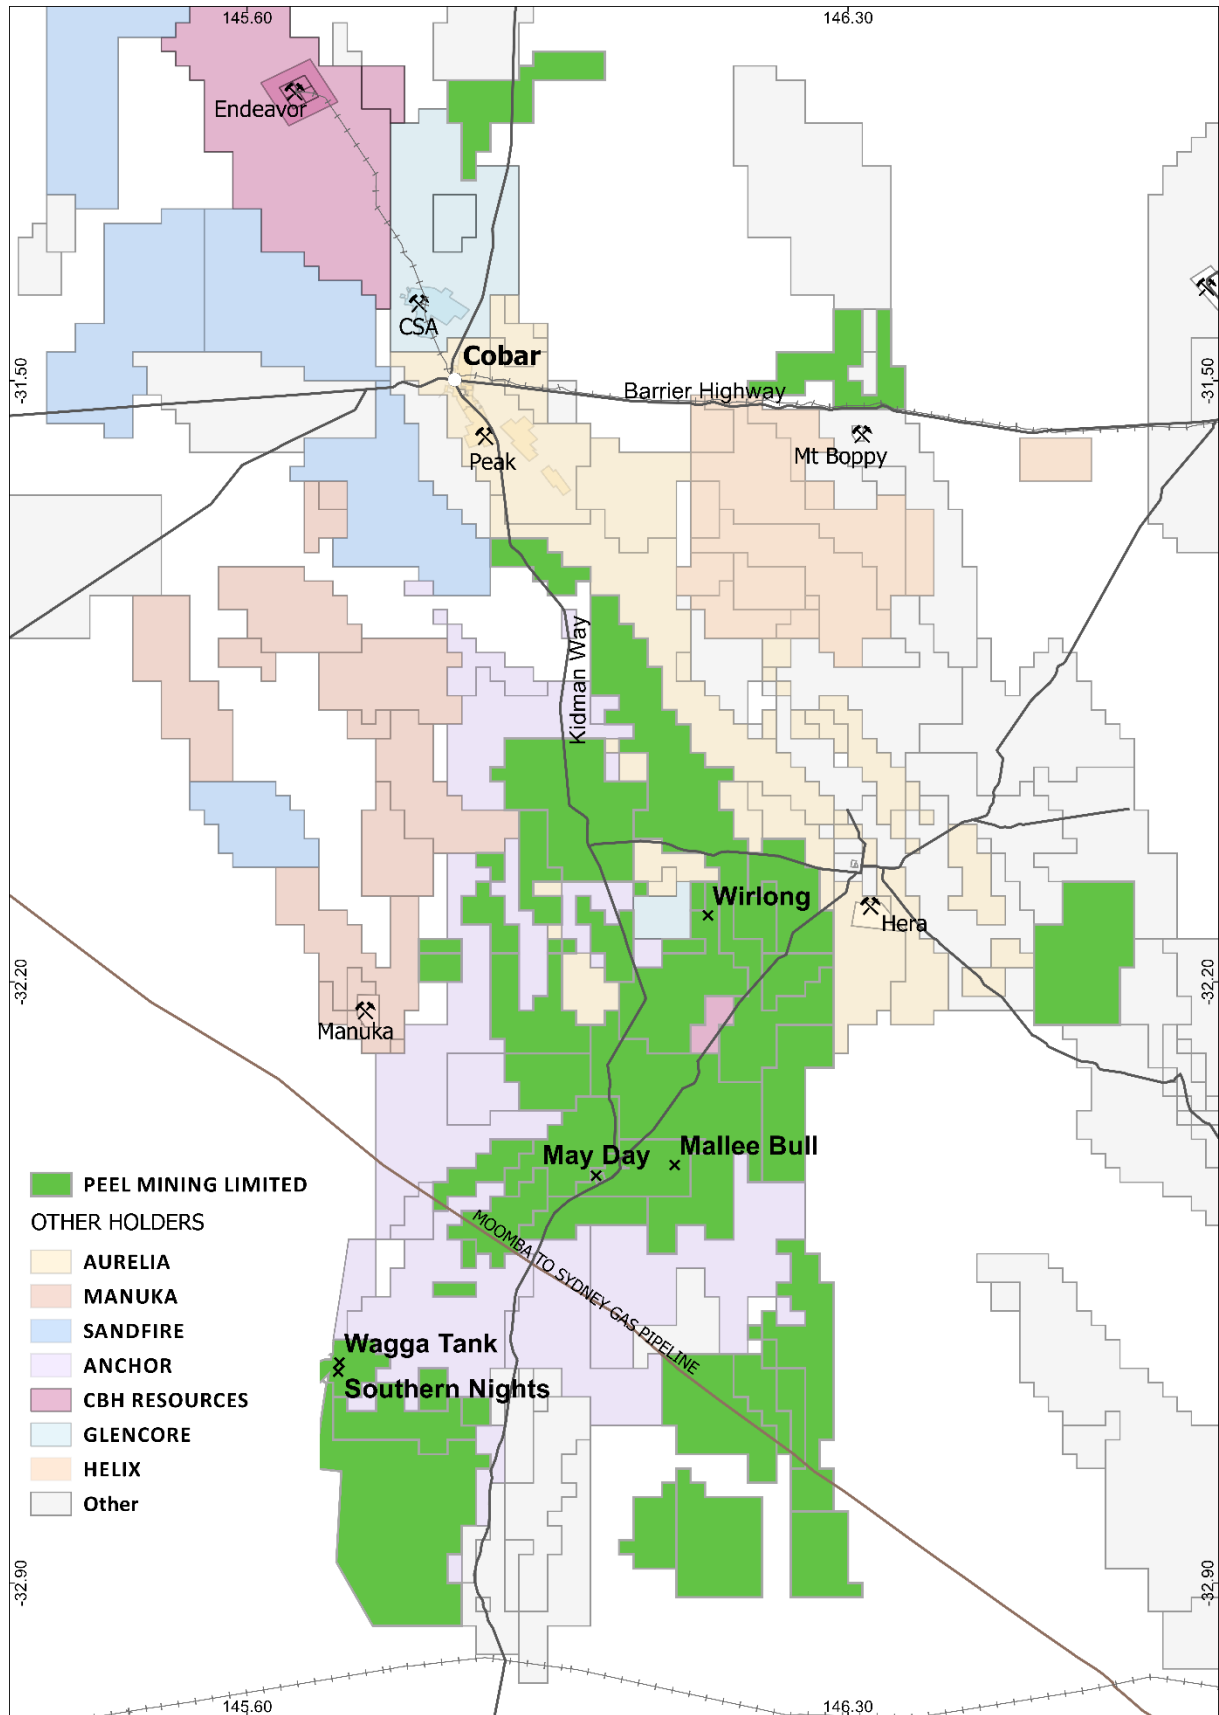 145.60
146.30
Endeavor
CSA
Cobar
-31.50
-31.50
Barrier Highway
Peak
Mt Boppy
Kidman Way
Wirlong
Hera
-32.20
-32.20
Manuka
May Day
Mallee Bull
PEEL MINING LIMITED
OTHER HOLDERS
MOOMBA TO SYDNEY GAS PIPELINE
AURELIA
MANUKA
SANDFIRE
ANCHOR
CBH RESOURCES
GLENCORE
HELIX
Other
Wagga Tank
Southern Nights
-32.90
-32.90
145.60
146.30